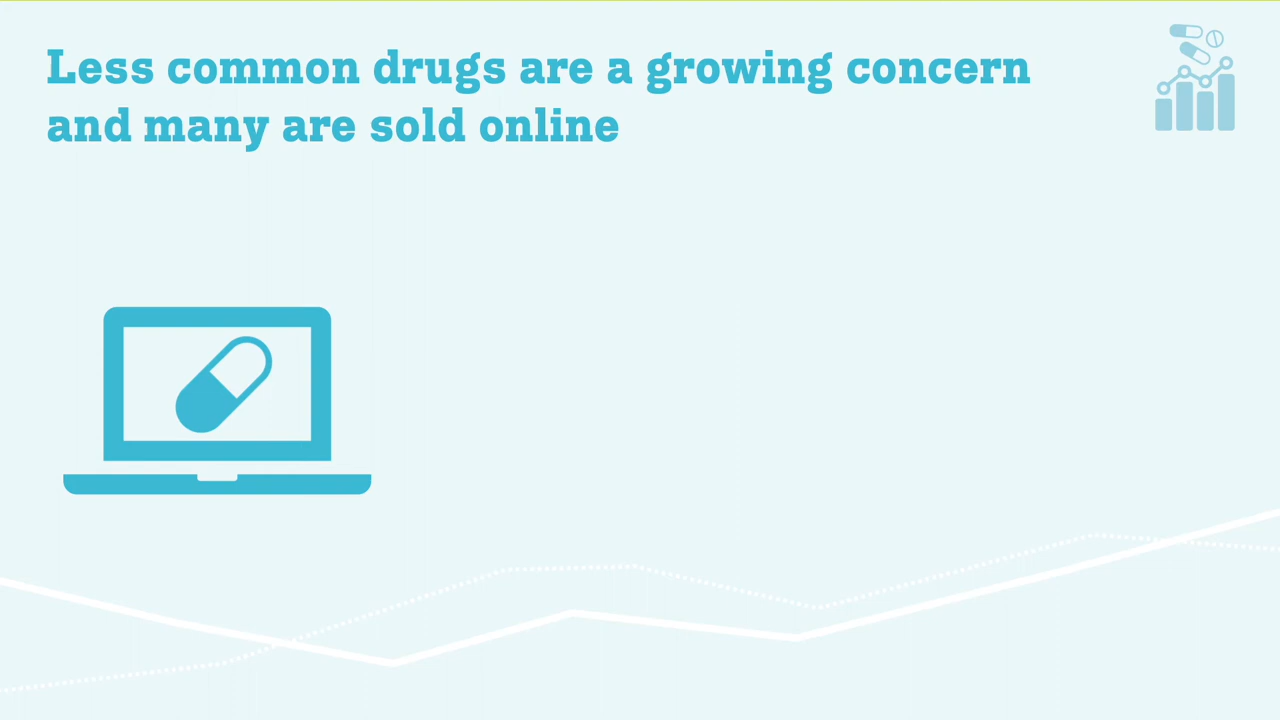 Less common drugs are a growing concern
and many are sold online